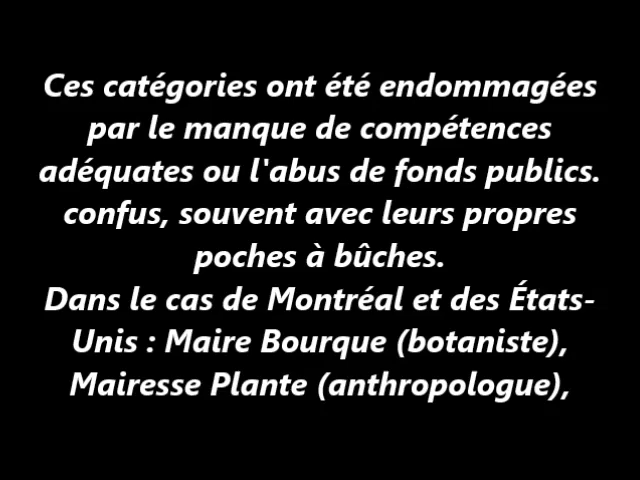 Ces catégories ont été endommagées
par le manque de compétences
adéquates ou l'abus de fonds publics.
confus, souvent avec leurs propres
poches à bûches.
Dans le cas de Montréal et des États-
Unis : Maire Bourque (botaniste),
Mairesse Plante (anthropologue),